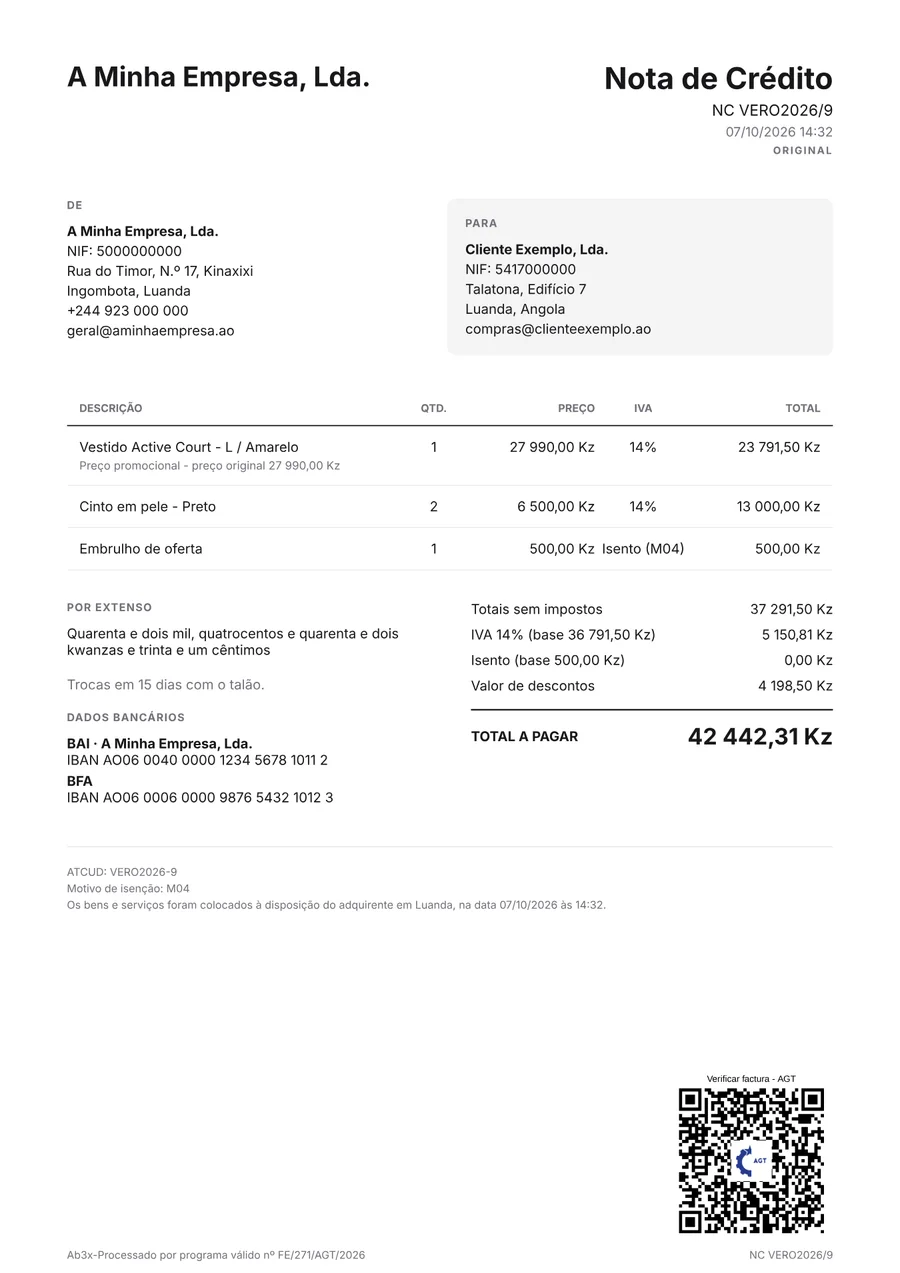 A Minha Empresa, Lda.
Nota de Crédito
NC VERO2026/9
07/10/2026 14:32
ORIGINAL
DE
A Minha Empresa, Lda.
NIF: 5000000000
Rua do Timor, N.º 17, Kinaxixi
Ingombota, Luanda
+244 923 000 000
geral@aminhaempresa.ao
PARA
Cliente Exemplo, Lda.
NIF: 5417000000
Talatona, Edifício 7
Luanda, Angola
compras@clienteexemplo.ao
DESCRIÇÃO QTD. PREÇO IVA TOTAL
Vestido Active Court - L / Amarelo 1 27 990,00 Kz 14% 23 791,50 Kz
Preço promocional - preço original 27 990,00 Kz
Cinto em pele - Preto 2 6 500,00 Kz 14% 13 000,00 Kz
Embrulho de oferta 1 500,00 Kz Isento (M04) 500,00 Kz
POR EXTENSO
Quarenta e dois mil, quatrocentos e quarenta e dois
kwanzas e trinta e um cêntimos
Trocas em 15 dias com o talão.
DADOS BANCÁRIOS
BAI · A Minha Empresa, Lda.
IBAN AO06 0040 0000 1234 5678 1011 2
BFA
IBAN AO06 0006 0000 9876 5432 1012 3
Totais sem impostos 37 291,50 Kz
IVA 14% (base 36 791,50 Kz) 5 150,81 Kz
Isento (base 500,00 Kz) 0,00 Kz
Valor de descontos 4 198,50 Kz
TOTAL A PAGAR 42 442,31 Kz
ATCUD: VERO2026-9
Motivo de isenção: M04
Os bens e serviços foram colocados à disposição do adquirente em Luanda, na data 07/10/2026 às 14:32.
Verificar factura - AGT
AGT
Ab3x-Processado por programa válido nº FE/271/AGT/2026 NC VERO2026/9